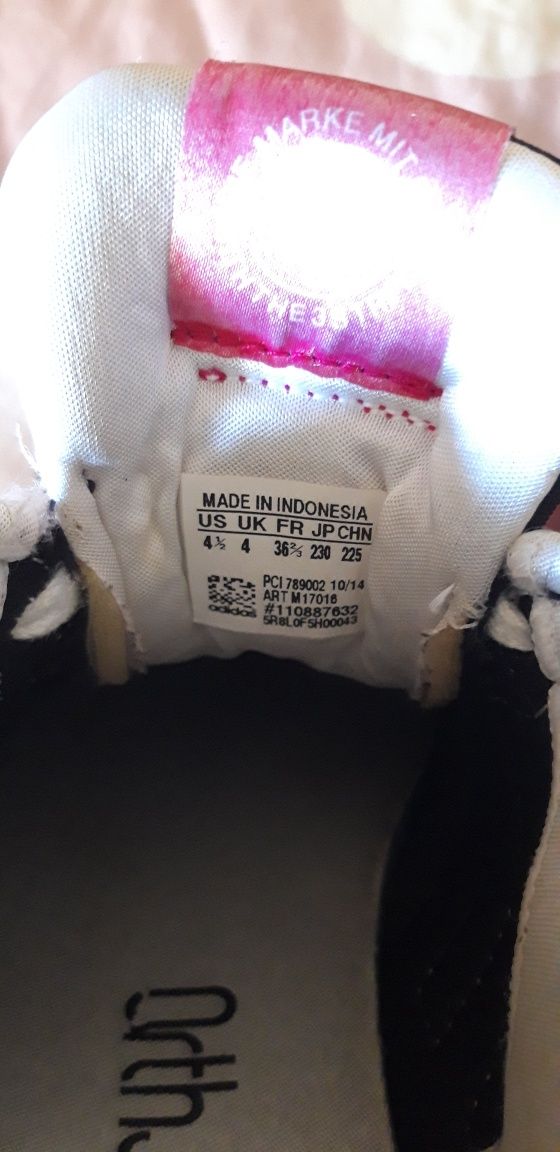 MARKE MIT
MADE IN INDONESIA
US UK FR JP CHN
4½ 4 36⅔ 230 225
PCI 789002 10/14
ART M17016
#110887632
adidas 5R8L0F5H00043
Orth